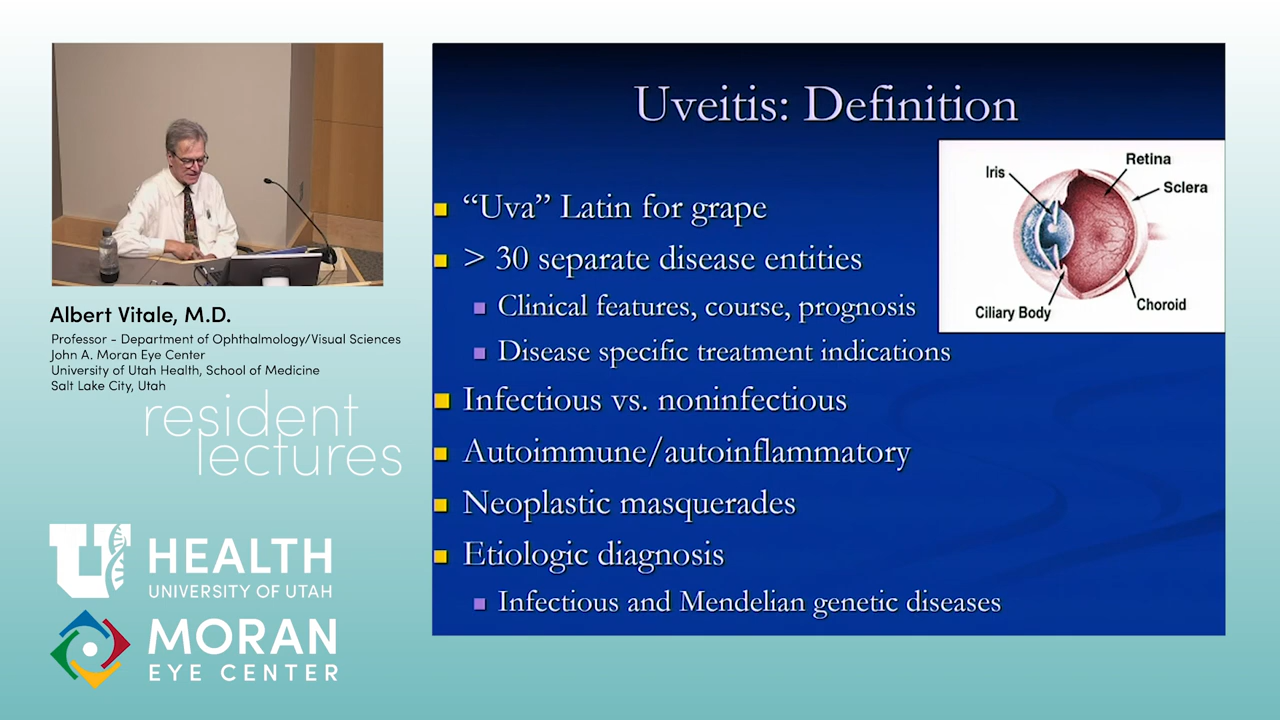 Albert Vitale, M.D.
Professor - Department of Ophthalmology/Visual Sciences
John A. Moran Eye Center
University of Utah Health, School of Medicine
Salt Lake City, Utah
resident
lectures
U
HEALTH
UNIVERSITY OF UTAH
MORAN
EYE CENTER
Uveitis: Definition
“Uva” Latin for grape
> 30 separate disease entities
Clinical features, course, prognosis
Disease specific treatment indications
Infectious vs. noninfectious
Autoimmune/autoinflammatory
Neoplastic masquerades
Etiologic diagnosis
Infectious and Mendelian genetic diseases
Iris
Retina
Sclera
Ciliary Body
Choroid